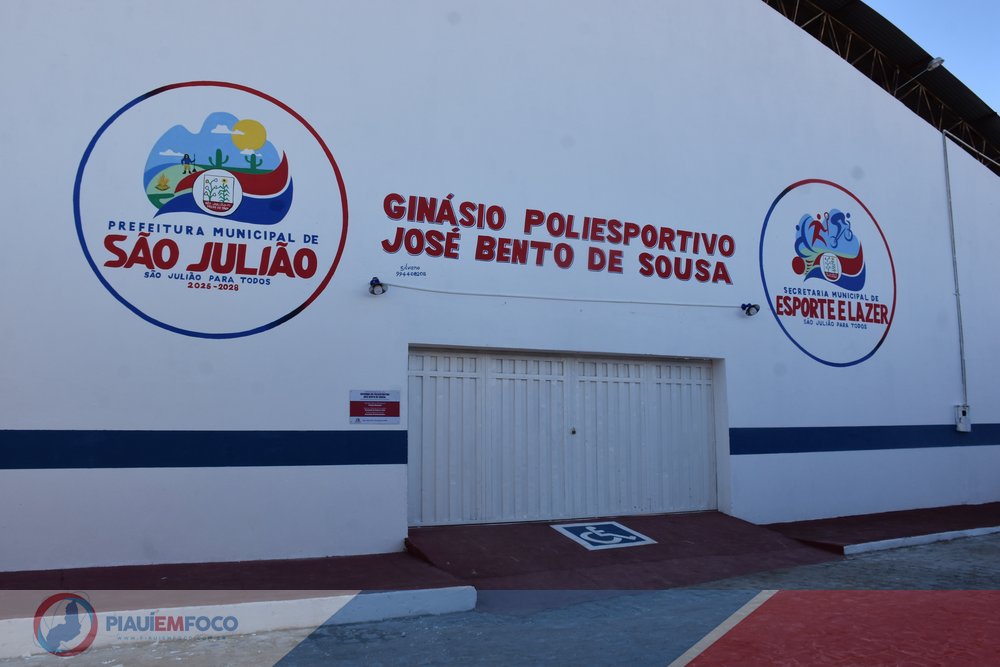 PREFEITURA MUNICIPAL DE
SÃO JULIÃO
SÃO JULIÃO PARA TODOS
2025-2028
GINÁSIO POLIESPORTIVO
JOSÉ BENTO DE SOUSA
SECRETARIA MUNICIPAL DE
ESPORTE E LAZER
SÃO JULIÃO PARA TODOS
PIAUÍEMFOCO